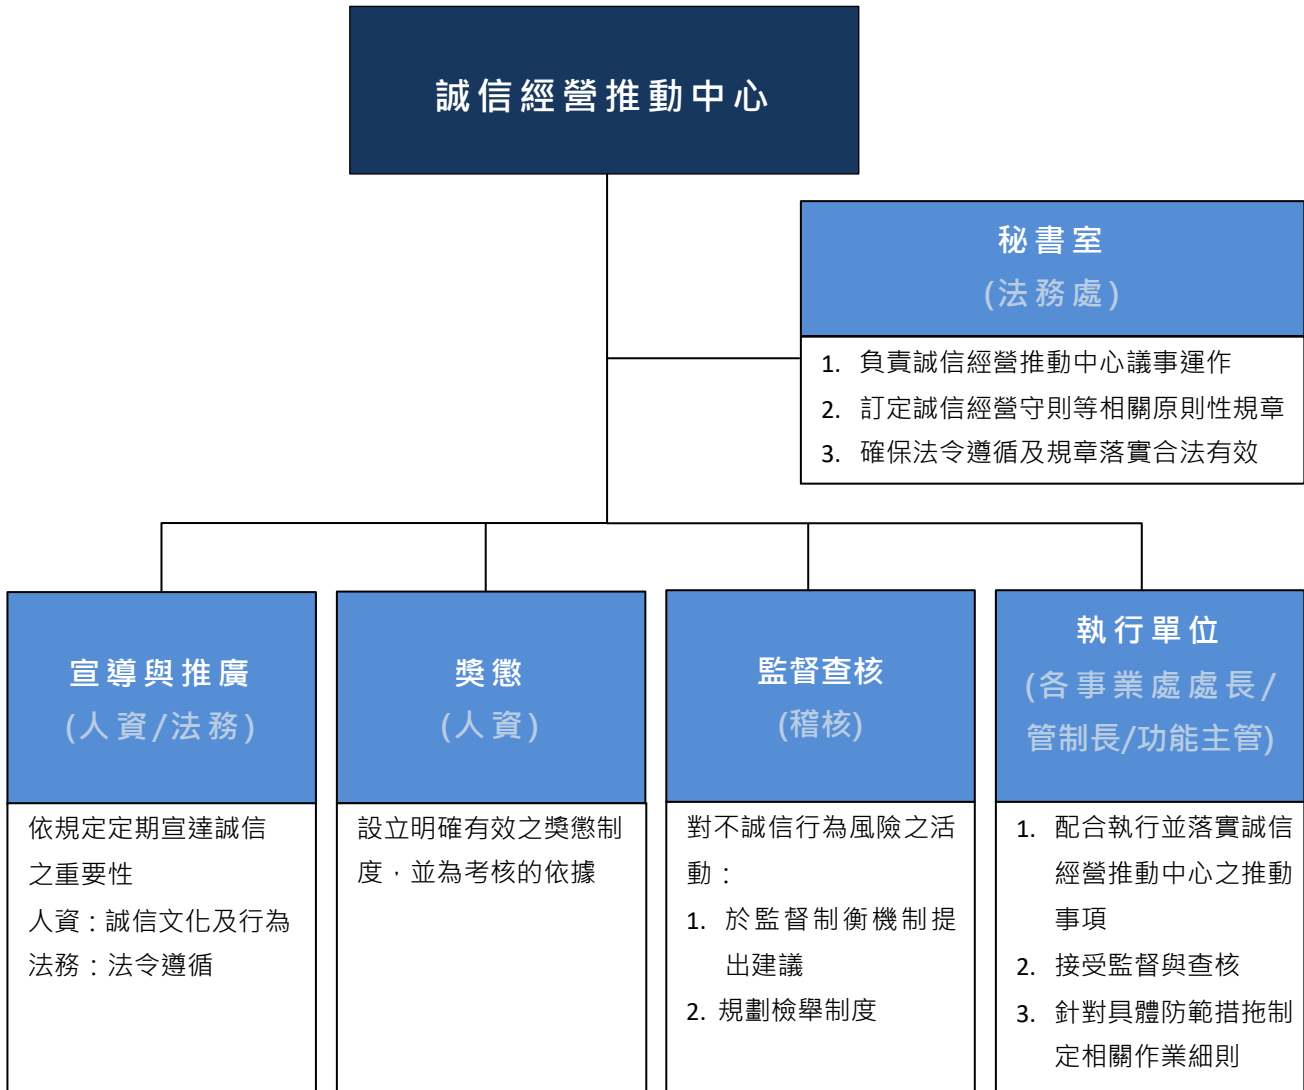 誠信經營推動中心
秘書室
(法務處)
1. 負責誠信經營推動中心議事運作
2. 訂定誠信經營守則等相關原則性規章
3. 確保法令遵循及規章落實合法有效
宣導與推廣
(人資/法務)
依規定定期宣達誠信
之重要性
人資：誠信文化及行為
法務：法令遵循
獎懲
(人資)
設立明確有效之獎懲制
度，並為考核的依據
監督查核
(稽核)
對不誠信行為風險之活
動：
1. 於監督制衡機制提
出建議
2. 規劃檢舉制度
執行單位
(各事業處處長/
管制長/功能主管)
1. 配合執行並落實誠信
經營推動中心之推動
事項
2. 接受監督與查核
3. 針對具體防範措拖制
定相關作業細則